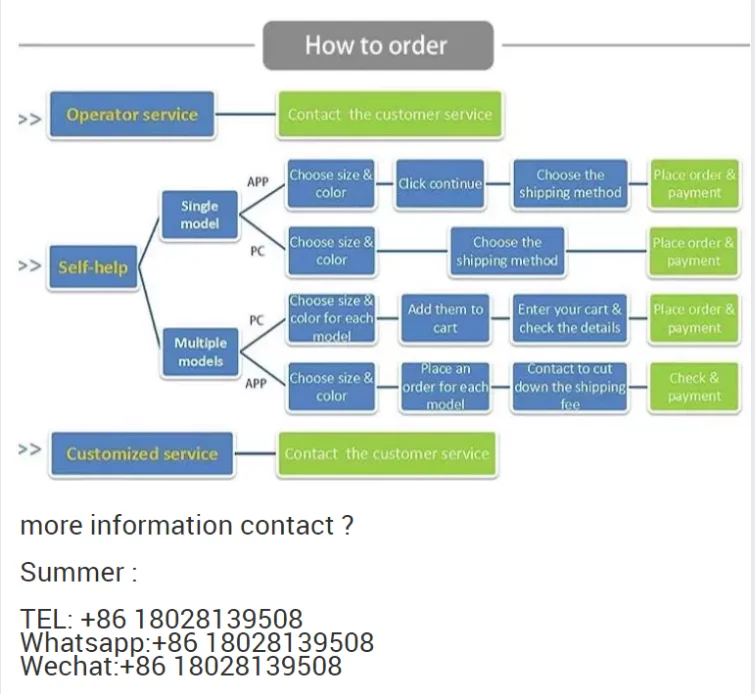 How to order
>> Operator service
Contact the customer service
>> Self-help
Single
model
APP
Choose size &
color
Click continue
Choose the
shipping method
Place order &
payment
PC
Choose size &
color
Choose the
shipping method
Place order &
payment
Multiple
models
PC
Choose size &
color for each
model
Add them to
cart
Enter your cart &
check the details
Place order &
payment
APP
Choose size &
color
Place an
order for each
model
Contact to cut
down the shipping
fee
Check &
payment
>> Customized service
Contact the customer service
more information contact ?
Summer :
TEL: +86 18028139508
Whatsapp:+86 18028139508
Wechat:+86 18028139508